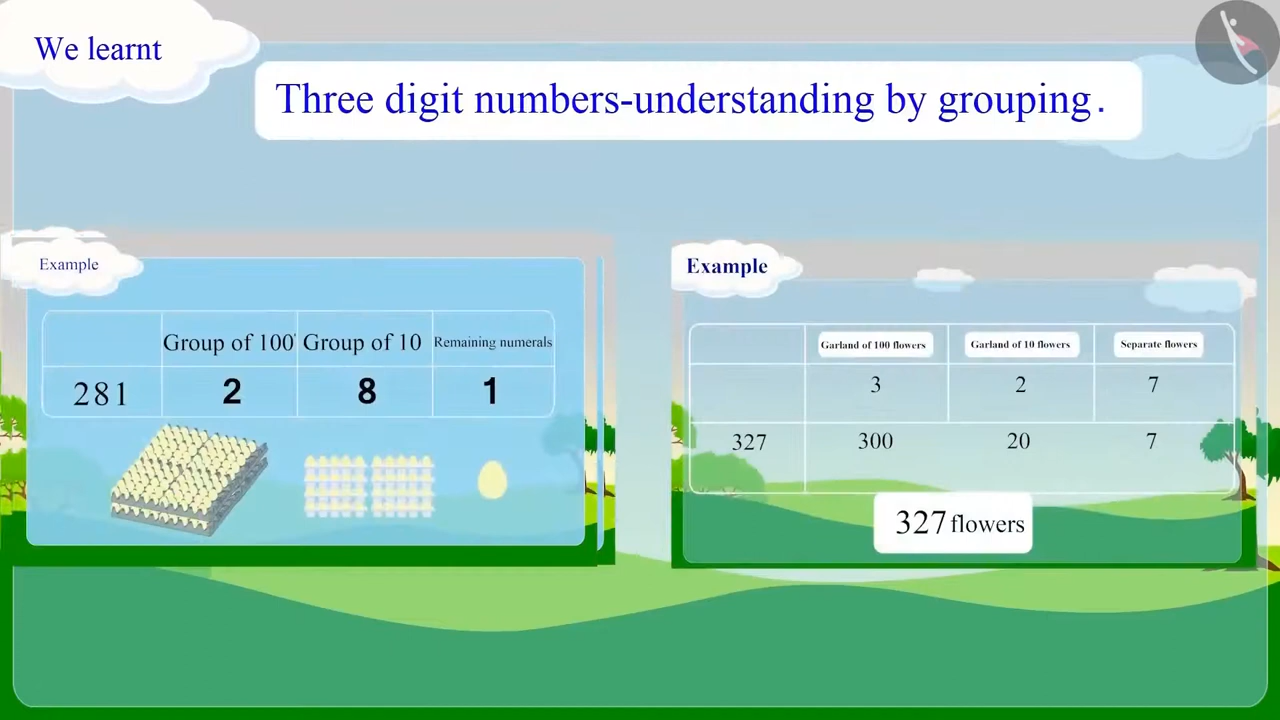 We learnt
Three digit numbers-understanding by grouping.
Example
Group of 100' Group of 10 Remaining numerals
281 2 8 1
Example
Garland of 100 flowers Garland of 10 flowers Separate flowers
3 2 7
327 300 20 7
327 flowers